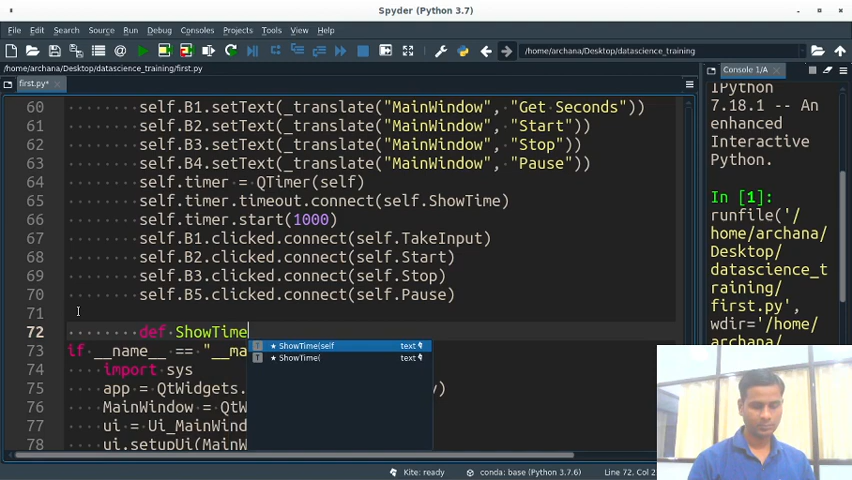 Spyder (Python 3.7)
File Edit Search Source Run Debug Consoles Projects Tools View Help
/home/archana/Desktop/datascience_training
/home/archana/Desktop/datascience_training/first.py
first.py*
60 self.B1.setText(_translate("MainWindow", "Get Seconds"))
61 self.B2.setText(_translate("MainWindow", "Start"))
62 self.B3.setText(_translate("MainWindow", "Stop"))
63 self.B4.setText(_translate("MainWindow", "Pause"))
64 self.timer = QTimer(self)
65 self.timer.timeout.connect(self.ShowTime)
66 self.timer.start(1000)
67 self.B1.clicked.connect(self.TakeInput)
68 self.B2.clicked.connect(self.Start)
69 self.B3.clicked.connect(self.Stop)
70 self.B5.clicked.connect(self.Pause)
71
72 def ShowTime
ShowTime(self text
ShowTime( text
73 if __name__ == "__ma
74 import sys
75 app = QtWidgets. v)
76 MainWindow = QtW
77 ui = Ui_MainWind
78 ui.setupUi(MainW
Console 1/A
IPython
7.18.1 -- An
enhanced
Interactive
Python.
In [1]:
runfile('/
home/archana/
Desktop/
datascience_t
raining/
first.py',
wdir='/home/
Kite: ready conda: base (Python 3.7.6) Line 72, Col 2